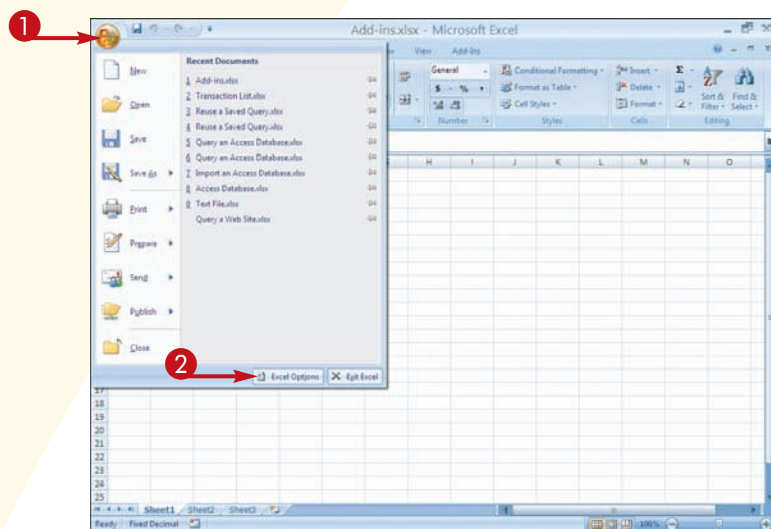 1
Add-ins.xlsx - Microsoft Excel
View Add-Ins
New
Open
Save
Save As
Print
Prepare
Send
Publish
Close
Recent Documents
1 Add-ins.xlsx
2 Transaction List.xlsx
3 Reuse a Saved Query.xlsx
4 Reuse a Saved Query.xlsx
5 Query an Access Database.xlsx
6 Query an Access Database.xlsx
7 Import an Access Database.xlsx
8 Access Database.xlsx
9 Text File.xlsx
Query a Web Site.xlsx
General
$ % ,
Number
Conditional Formatting
Format as Table
Cell Styles
Styles
Insert
Delete
Format
Cells
Σ
Sort & Filter
Find & Select
Editing
H I J K L M N O
2
Excel Options
Exit Excel
17
18
19
20
21
22
23
24
25
Sheet1 Sheet2 Sheet3
Ready Fixed Decimal
100%